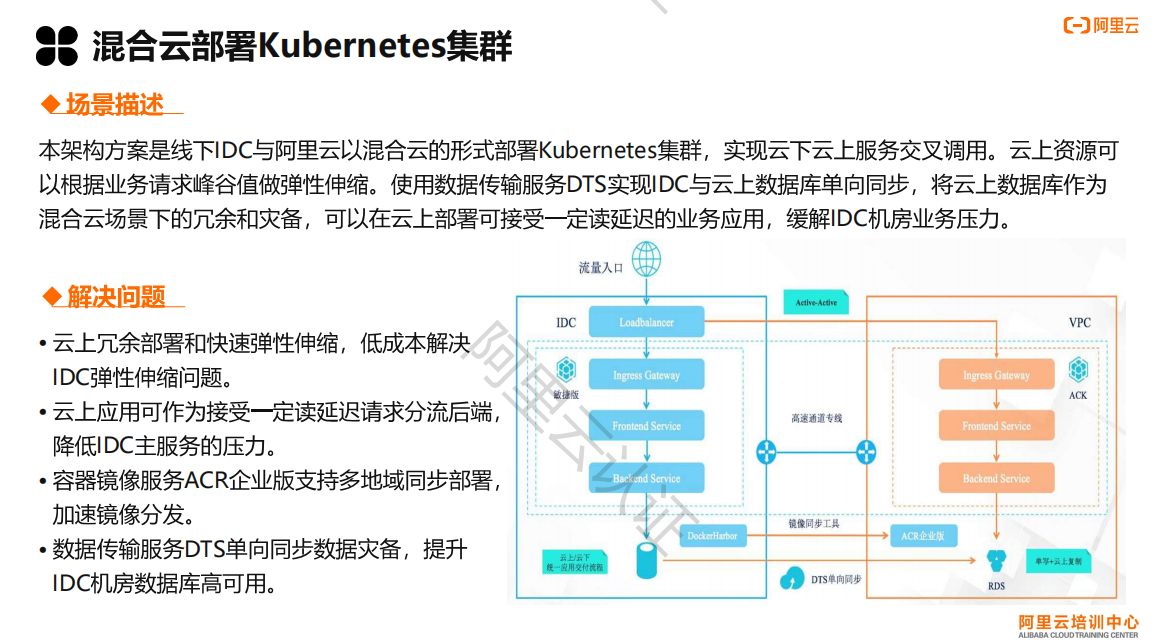 混合云部署Kubernetes集群
阿里云
场景描述
本架构方案是线下IDC与阿里云以混合云的形式部署Kubernetes集群，实现云下云上服务交叉调用。云上资源可
以根据业务请求峰谷值做弹性伸缩。使用数据传输服务DTS实现IDC与云上数据库单向同步，将云上数据库作为
混合云场景下的冗余和灾备，可以在云上部署可接受一定读延迟的业务应用，缓解IDC机房业务压力。
解决问题
• 云上冗余部署和快速弹性伸缩，低成本解决
IDC弹性伸缩问题。
• 云上应用可作为接受一定读延迟请求分流后端，
降低IDC主服务的压力。
• 容器镜像服务ACR企业版支持多地域同步部署，
加速镜像分发。
• 数据传输服务DTS单向同步数据灾备，提升
IDC机房数据库高可用。
流量入口
Active-Active
IDC
Loadbalancer
VPC
敏捷版
Ingress Gateway
Ingress Gateway
ACK
Frontend Service
高速通道专线
Frontend Service
Backend Service
Backend Service
DockerHarbor
镜像同步工具
ACR企业版
云上/云下
统一应用交付流程
DTS单向同步
RDS
单写+云上复制
阿里云认证
阿里云培训中心
ALIBABA CLOUD TRAINING CENTER